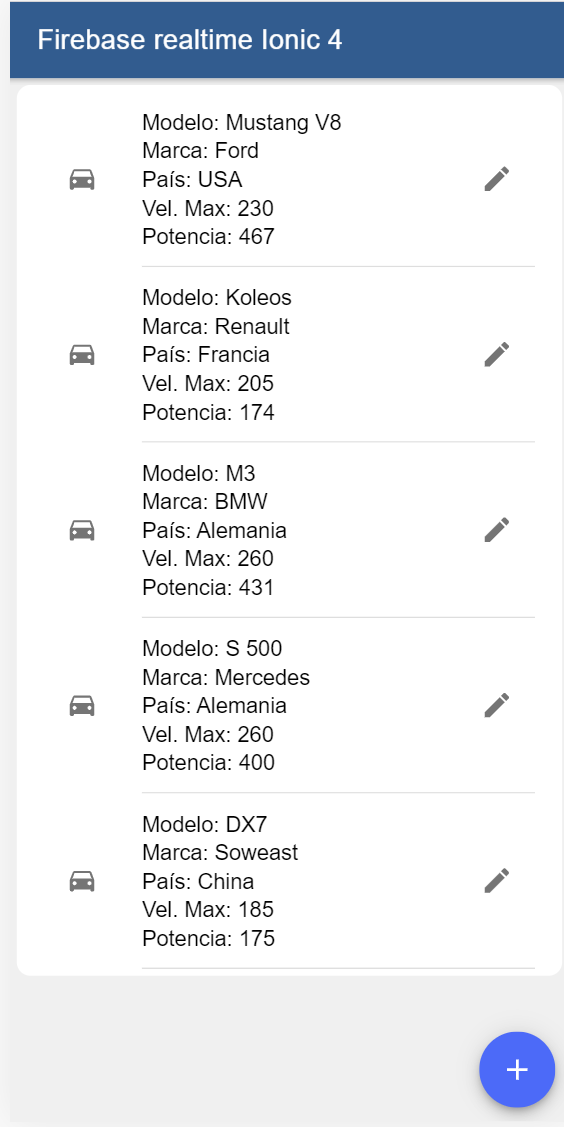 Firebase realtime Ionic 4
Modelo: Mustang V8
Marca: Ford
País: USA
Vel. Max: 230
Potencia: 467
Modelo: Koleos
Marca: Renault
País: Francia
Vel. Max: 205
Potencia: 174
Modelo: M3
Marca: BMW
País: Alemania
Vel. Max: 260
Potencia: 431
Modelo: S 500
Marca: Mercedes
País: Alemania
Vel. Max: 260
Potencia: 400
Modelo: DX7
Marca: Soweast
País: China
Vel. Max: 185
Potencia: 175